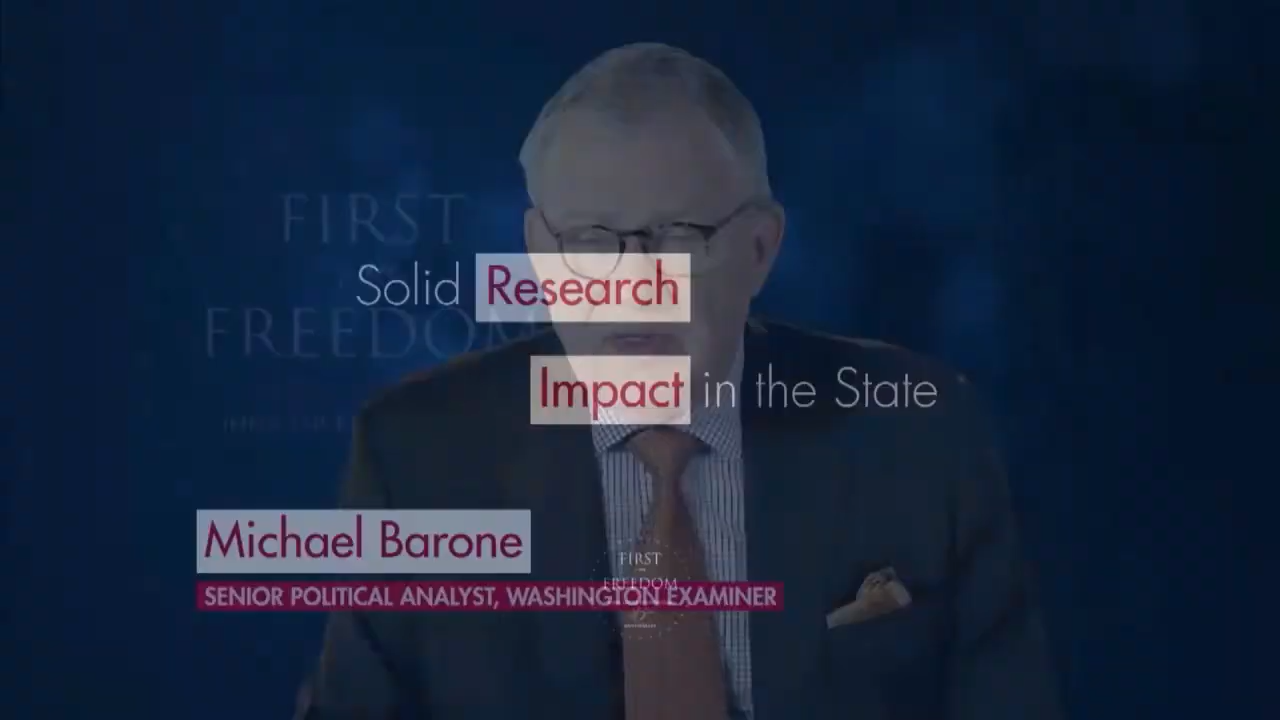 FIRST
Solid Research
FREEDOM
Impact in the State
Michael Barone
SENIOR POLITICAL ANALYST, WASHINGTON EXAMINER
FIRST
FREEDOM